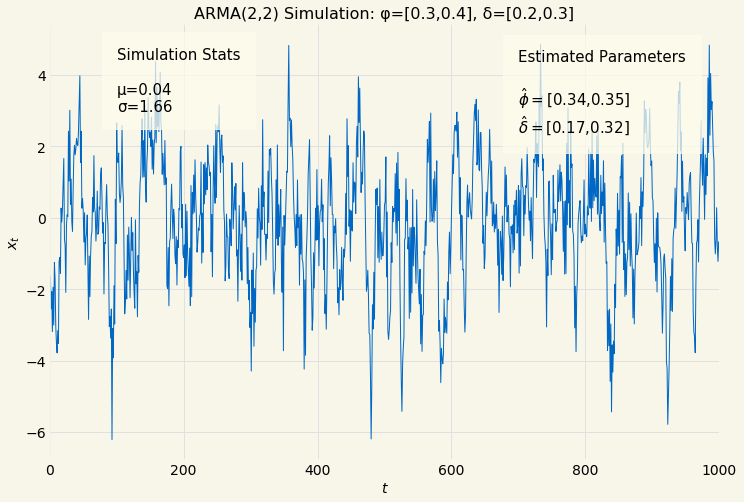 ARMA(2,2) Simulation: φ=[0.3,0.4], δ=[0.2,0.3]
Simulation Stats
μ=0.04
σ=1.66
Estimated Parameters
φ̂ = [0.34,0.35]
δ̂ = [0.17,0.32]
4
2
0
−2
−4
−6
xₜ
0 200 400 600 800 1000
t